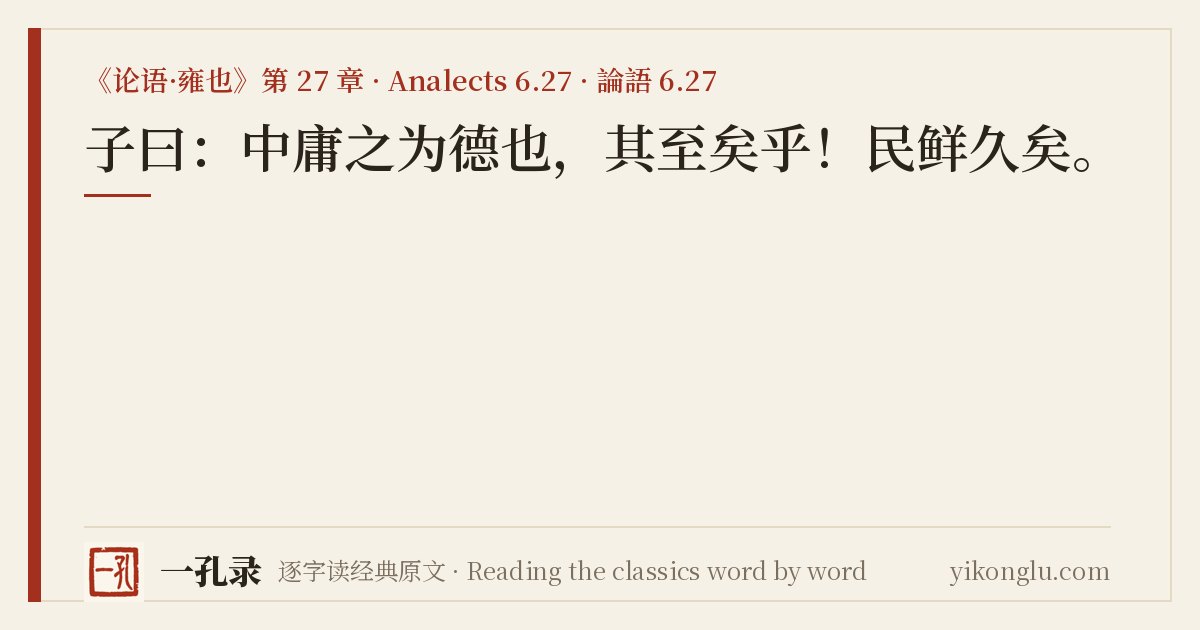 《论语·雍也》第 27 章 · Analects 6.27 · 論語 6.27
子曰：中庸之为德也，其至矣乎！民鲜久矣。
一孔
一孔录 逐字读经典原文 · Reading the classics word by word yikonglu.com